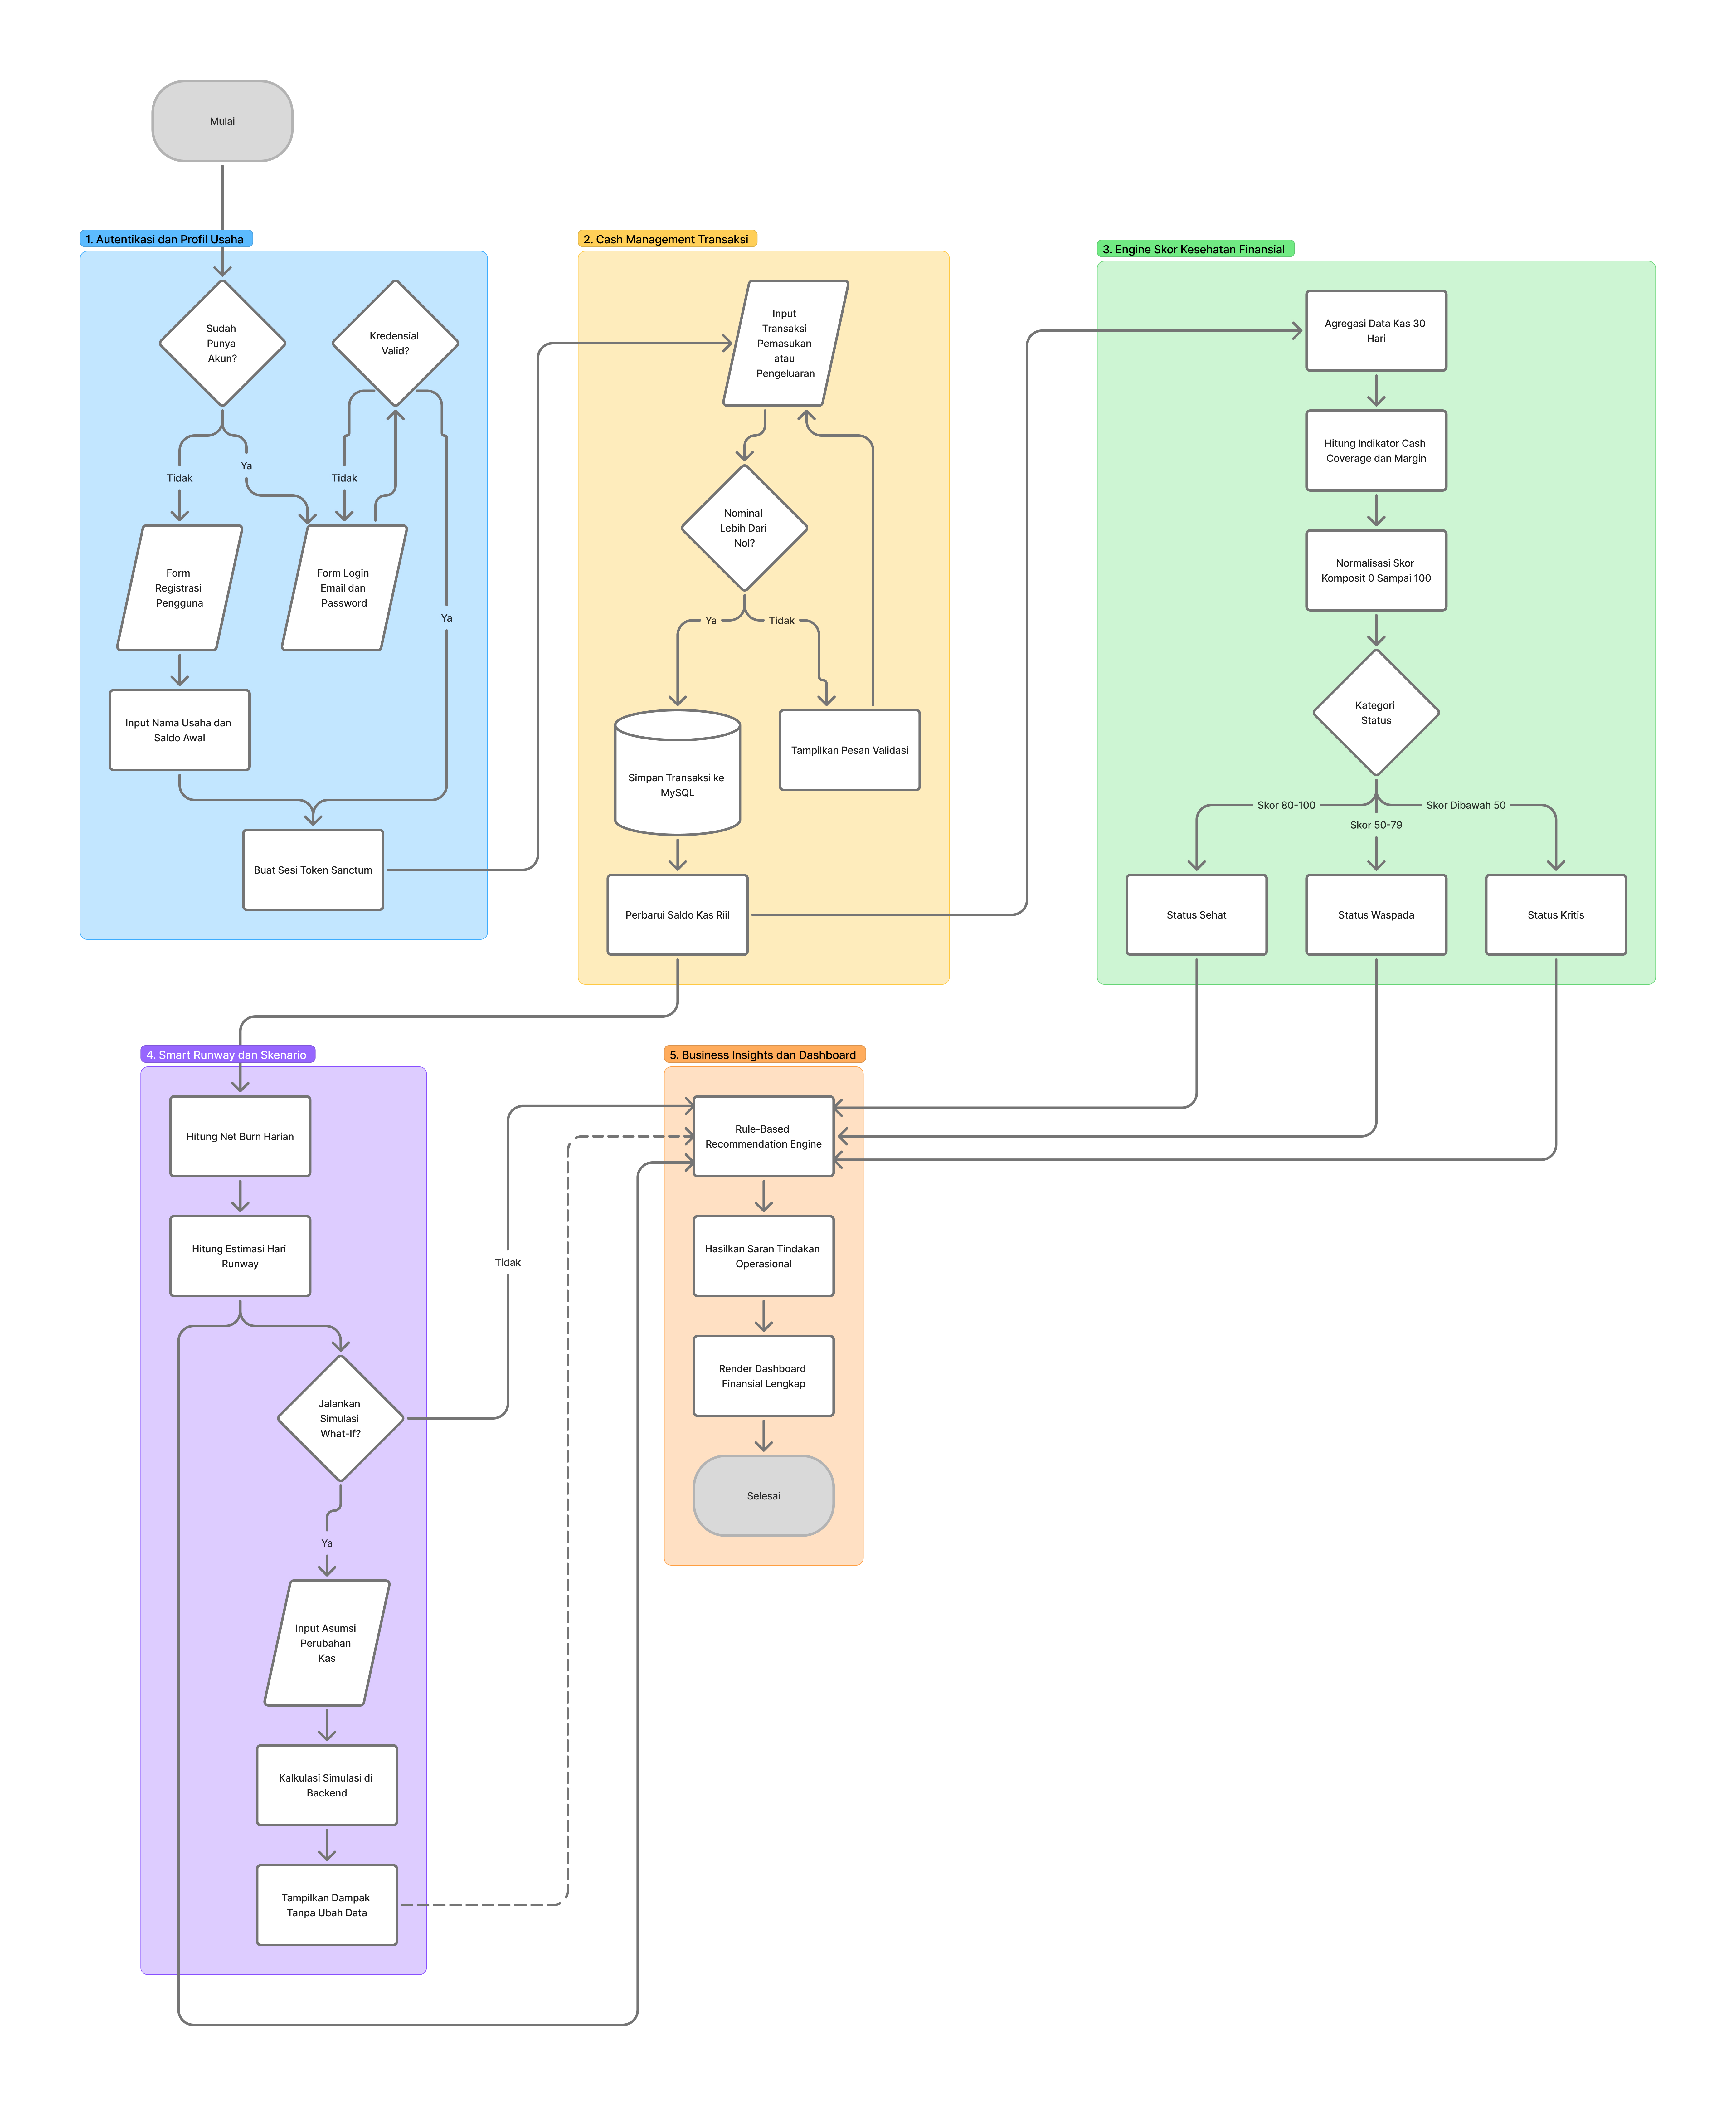 Mulai
1. Autentikasi dan Profil Usaha
Sudah
Punya
Akun?
Kredensial
Valid?
Tidak
Ya
Tidak
Form
Registrasi
Pengguna
Form Login
Email dan
Password
Ya
Input Nama Usaha dan
Saldo Awal
Buat Sesi Token Sanctum
2. Cash Management Transaksi
Input
Transaksi
Pemasukan
atau
Pengeluaran
Nominal
Lebih Dari
Nol?
Ya
Tidak
Simpan Transaksi ke
MySQL
Tampilkan Pesan Validasi
Perbarui Saldo Kas Riil
3. Engine Skor Kesehatan Finansial
Agregasi Data Kas 30
Hari
Hitung Indikator Cash
Coverage dan Margin
Normalisasi Skor
Komposit 0 Sampai 100
Kategori
Status
Skor 80-100
Skor 50-79
Skor Dibawah 50
Status Sehat
Status Waspada
Status Kritis
4. Smart Runway dan Skenario
Hitung Net Burn Harian
Hitung Estimasi Hari
Runway
Jalankan
Simulasi
What-If?
Tidak
Ya
Input Asumsi
Perubahan
Kas
Kalkulasi Simulasi di
Backend
Tampilkan Dampak
Tanpa Ubah Data
5. Business Insights dan Dashboard
Rule-Based
Recommendation Engine
Hasilkan Saran Tindakan
Operasional
Render Dashboard
Finansial Lengkap
Selesai